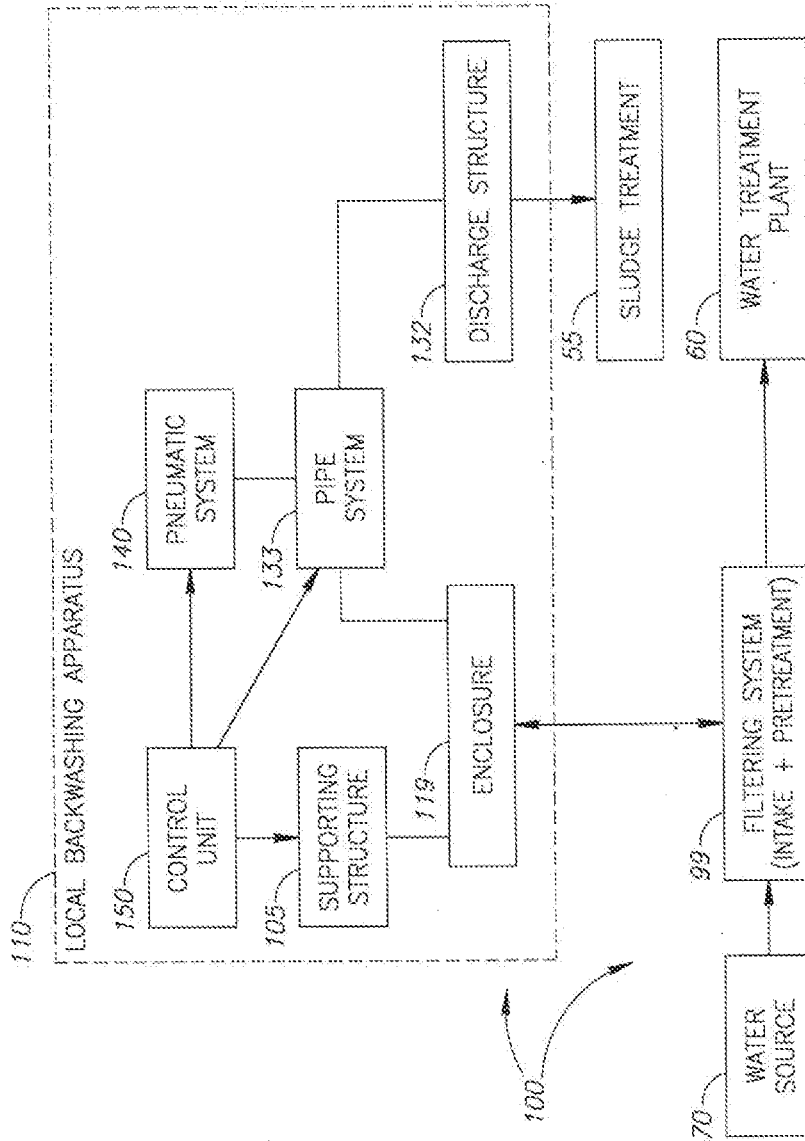 110
LOCAL BACKWASHING APPARATUS
150
CONTROL
UNIT
140
PNEUMATIC
SYSTEM
105
SUPPORTING
STRUCTURE
133
PIPE
SYSTEM
119
ENCLOSURE
132
DISCHARGE STRUCTURE
100
55
SLUDGE TREATMENT
70
WATER
SOURCE
99
FILTERING SYSTEM
(INTAKE + PRETREATMENT)
60
WATER TREATMENT
PLANT